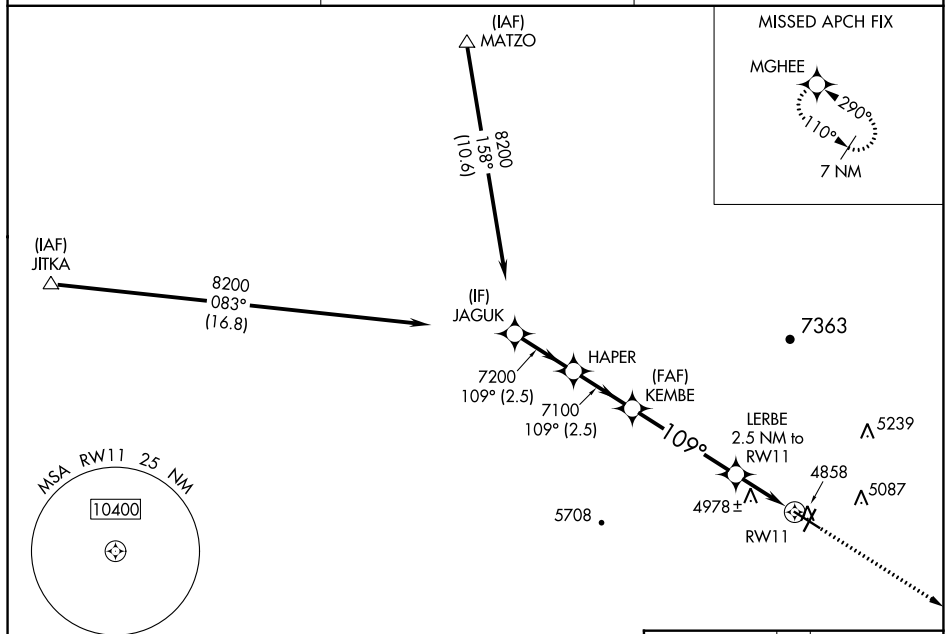 (IAF)
MATZO
8200
158°
(10.6)
MISSED APCH FIX
MGHEE
290°
110°
7 NM
(IAF)
JITKA
8200
083°
(16.8)
(IF)
JAGUK
7200
109° (2.5)
HAPER
7100
109° (2.5)
(FAF)
KEMBE
109°
LERBE
2.5 NM to
RW11
7363
5239
5087
4858
4978±
RW11
5708
MSA RW11 25 NM
10400